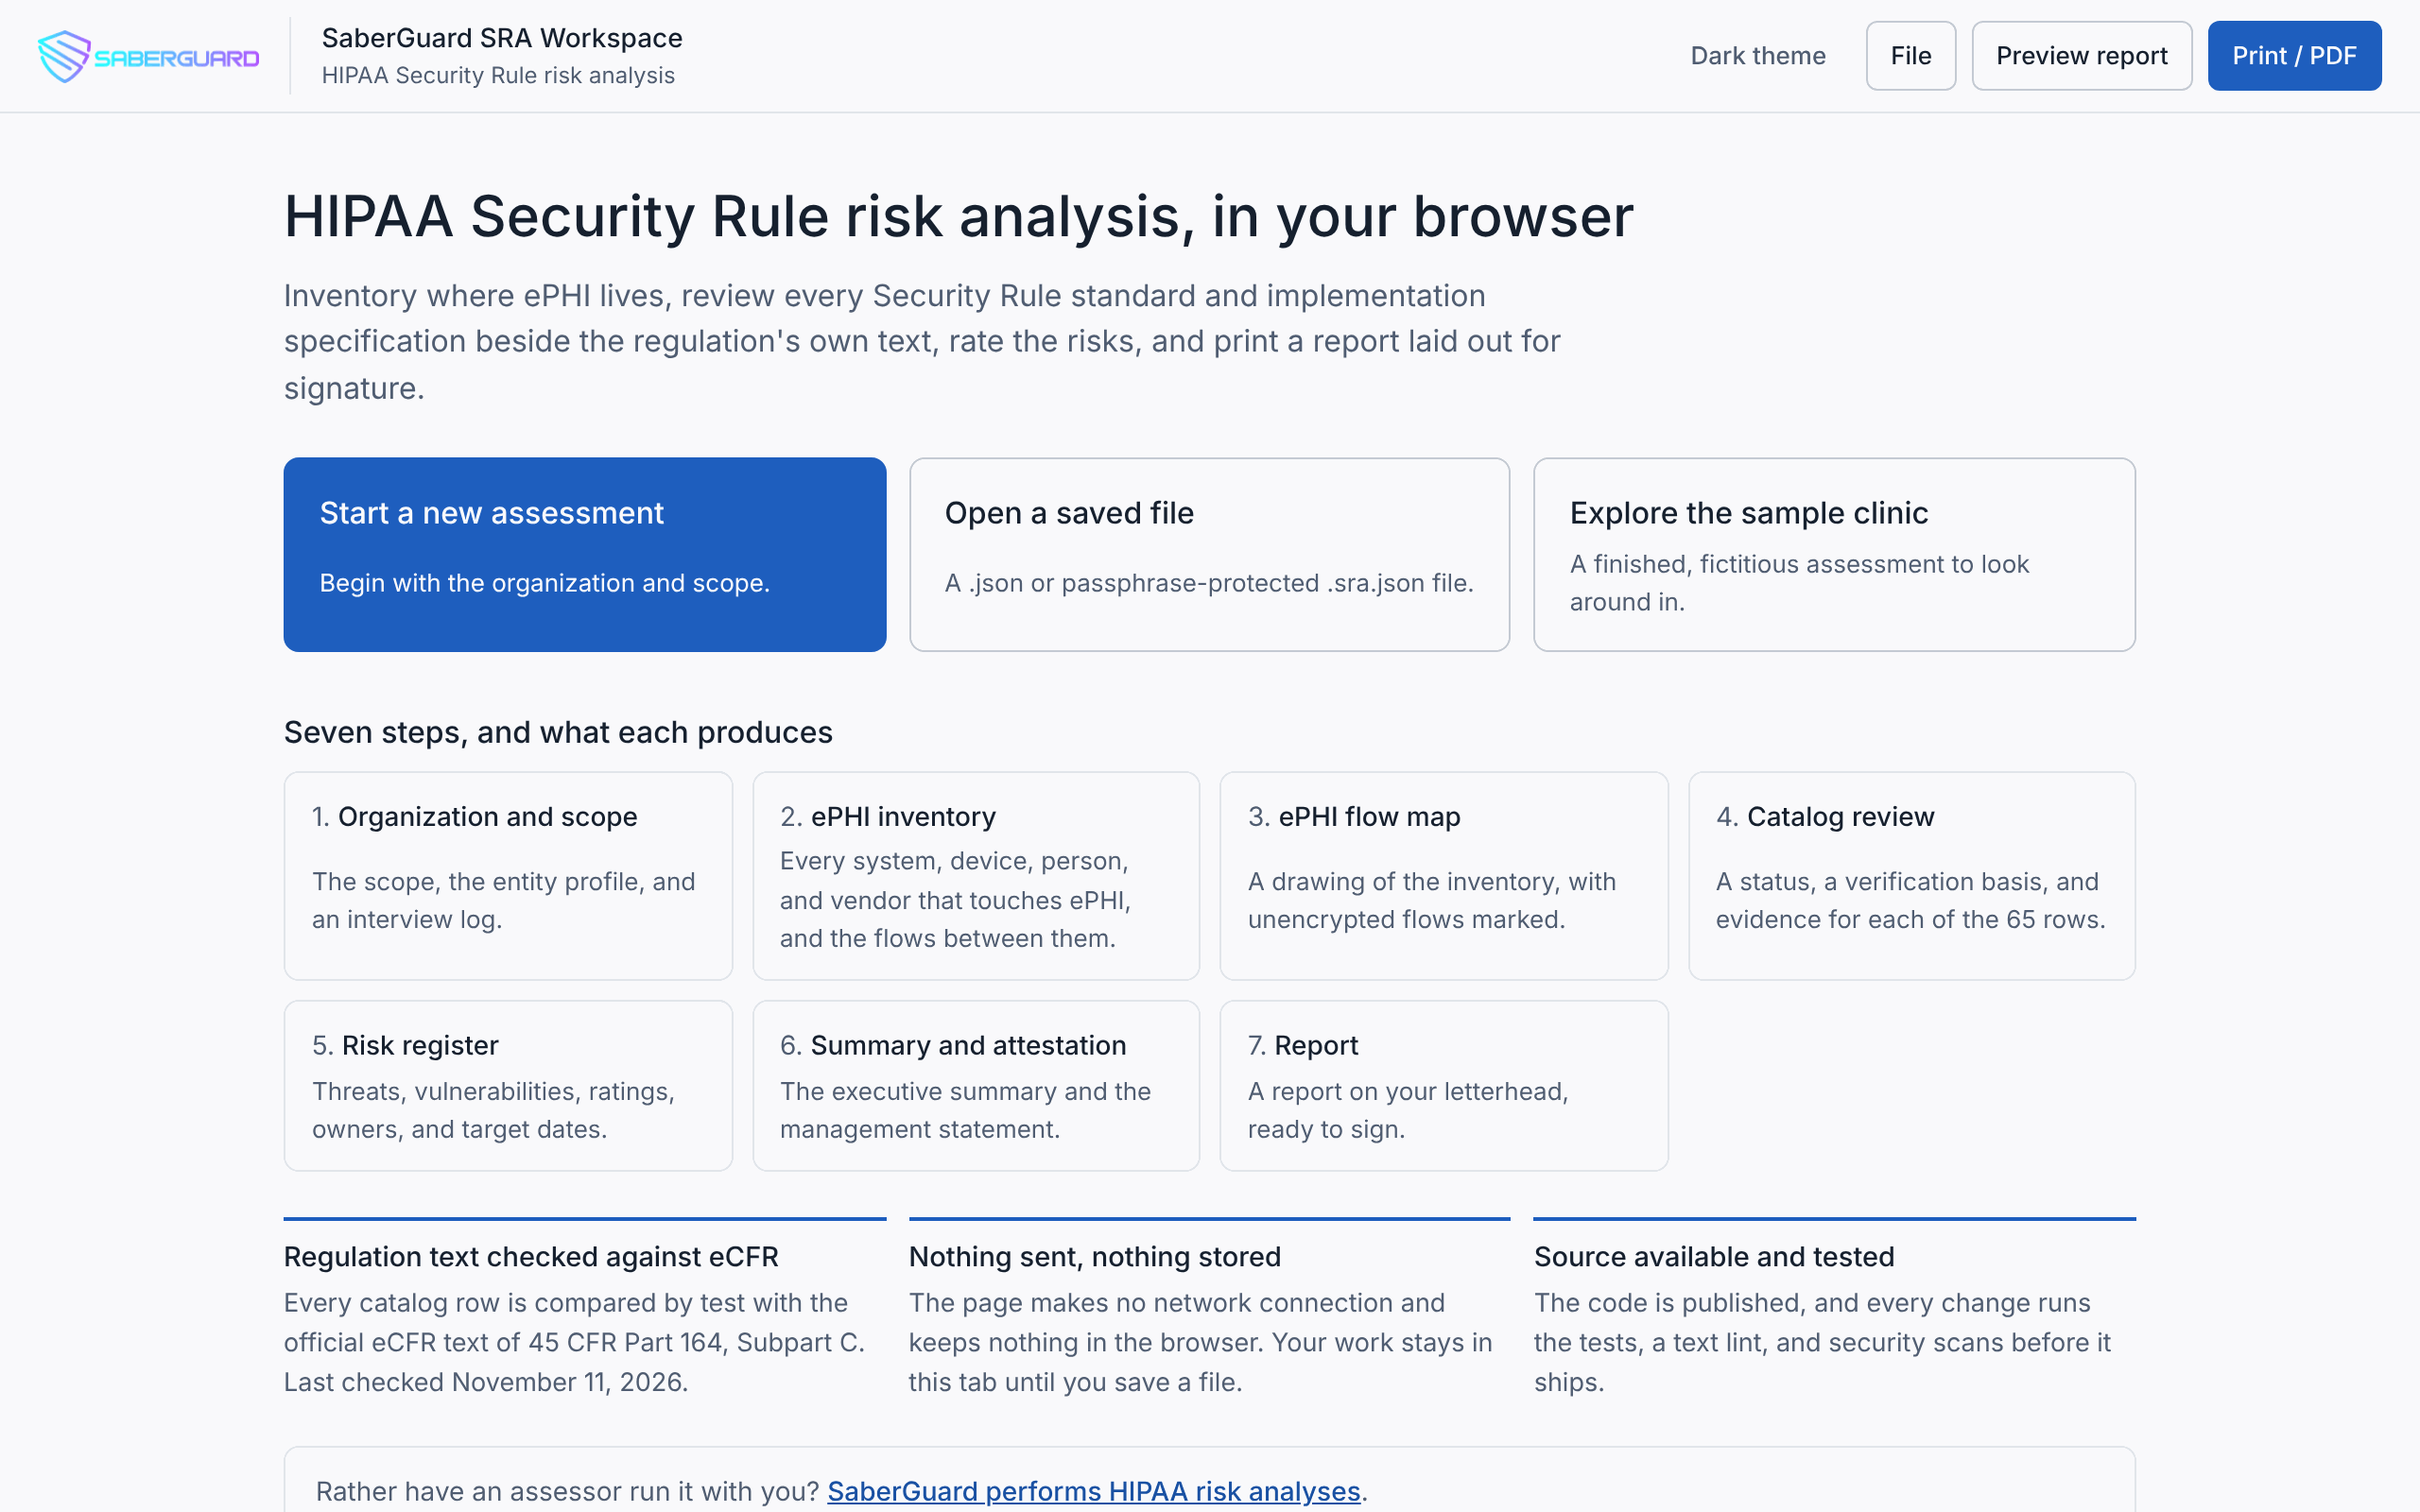 SABERGUARD
SaberGuard SRA Workspace
HIPAA Security Rule risk analysis
Dark theme
File
Preview report
Print / PDF
HIPAA Security Rule risk analysis, in your browser
Inventory where ePHI lives, review every Security Rule standard and implementation
specification beside the regulation's own text, rate the risks, and print a report laid out for
signature.
Start a new assessment
Begin with the organization and scope.
Open a saved file
A .json or passphrase-protected .sra.json file.
Explore the sample clinic
A finished, fictitious assessment to look
around in.
Seven steps, and what each produces
1. Organization and scope
The scope, the entity profile, and
an interview log.
2. ePHI inventory
Every system, device, person,
and vendor that touches ePHI,
and the flows between them.
3. ePHI flow map
A drawing of the inventory, with
unencrypted flows marked.
4. Catalog review
A status, a verification basis, and
evidence for each of the 65 rows.
5. Risk register
Threats, vulnerabilities, ratings,
owners, and target dates.
6. Summary and attestation
The executive summary and the
management statement.
7. Report
A report on your letterhead,
ready to sign.
Regulation text checked against eCFR
Every catalog row is compared by test with the
official eCFR text of 45 CFR Part 164, Subpart C.
Last checked November 11, 2026.
Nothing sent, nothing stored
The page makes no network connection and
keeps nothing in the browser. Your work stays in
this tab until you save a file.
Source available and tested
The code is published, and every change runs
the tests, a text lint, and security scans before it
ships.
Rather have an assessor run it with you? SaberGuard performs HIPAA risk analyses.